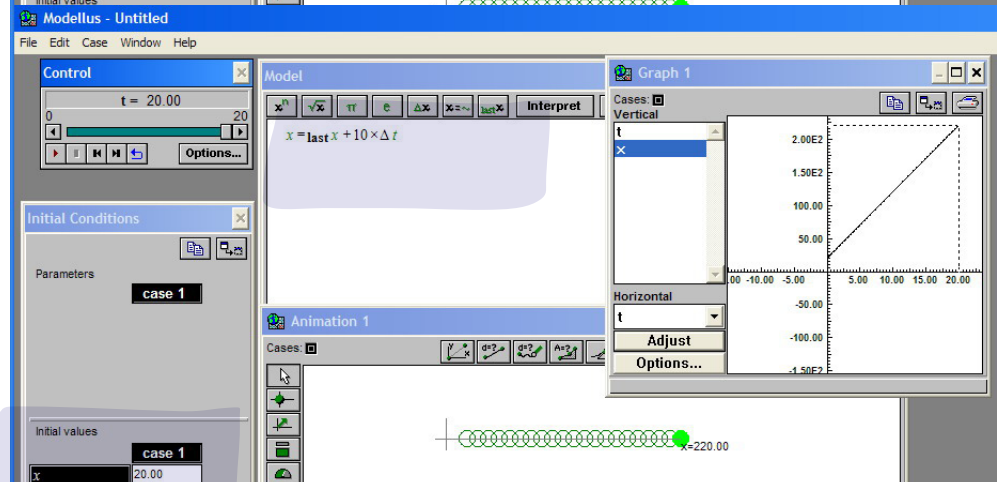 Initial values
Modellus - Untitled
File Edit Case Window Help
Control
t = 20.00
0 20
Options...
Initial Conditions
Parameters
case 1
Initial values
case 1
x 20.00
Model
xⁿ √x π e Δx x=~ last x Interpret
x = last x + 10 × Δ t
Animation 1
Cases:
y x d=? d=? A=?
x=220.00
Graph 1
Cases:
Vertical
t
x
Horizontal
t
Adjust
Options...
2.00E2
1.50E2
100.00
50.00
.00 -10.00 -5.00 5.00 10.00 15.00 20.00
-50.00
-100.00
-1.50E2